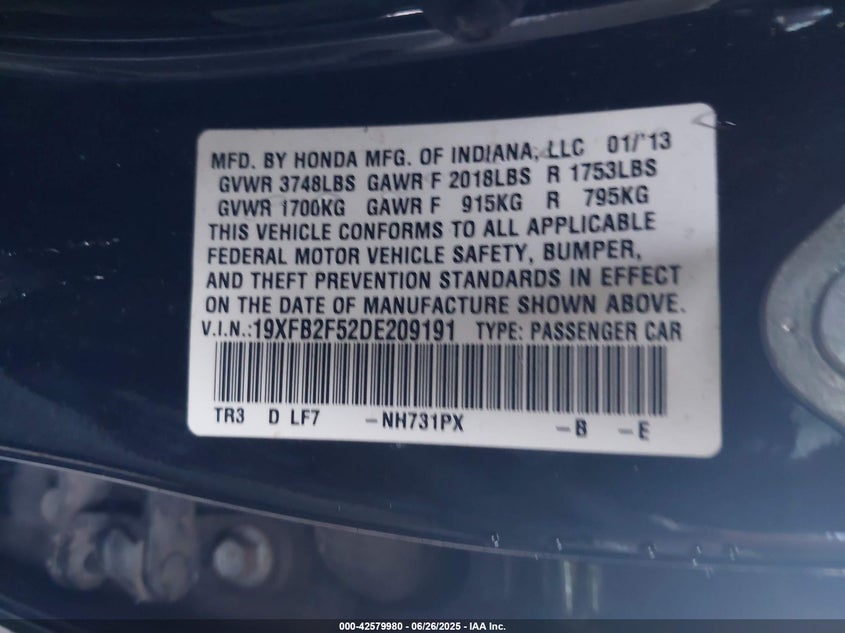 MFD. BY HONDA MFG. OF INDIANA, LLC 01/'13
GVWR 3748LBS GAWR F 2018LBS R 1753LBS
GVWR 1700KG GAWR F 915KG R 795KG
THIS VEHICLE CONFORMS TO ALL APPLICABLE
FEDERAL MOTOR VEHICLE SAFETY, BUMPER,
AND THEFT PREVENTION STANDARDS IN EFFECT
ON THE DATE OF MANUFACTURE SHOWN ABOVE.
V.I.N.:19XFB2F52DE209191 TYPE: PASSENGER CAR
TR3 D LF7 -NH731PX -B -E
000-42579980 - 06/26/2025 - IAA Inc.